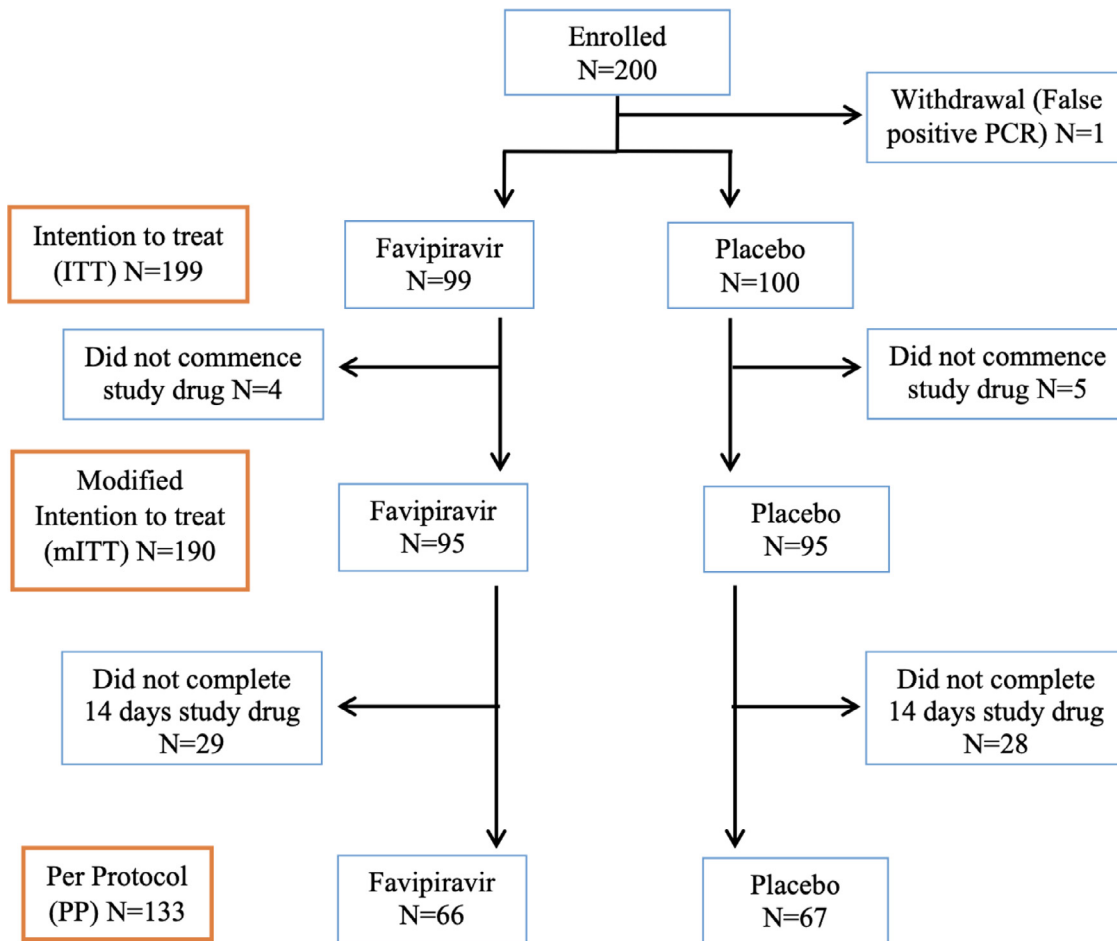 Enrolled
N=200
Withdrawal (False
positive PCR) N=1
Intention to treat
(ITT) N=199
Favipiravir
N=99
Placebo
N=100
Did not commence
study drug N=4
Did not commence
study drug N=5
Modified
Intention to treat
(mITT) N=190
Favipiravir
N=95
Placebo
N=95
Did not complete
14 days study drug
N=29
Did not complete
14 days study drug
N=28
Per Protocol
(PP) N=133
Favipiravir
N=66
Placebo
N=67